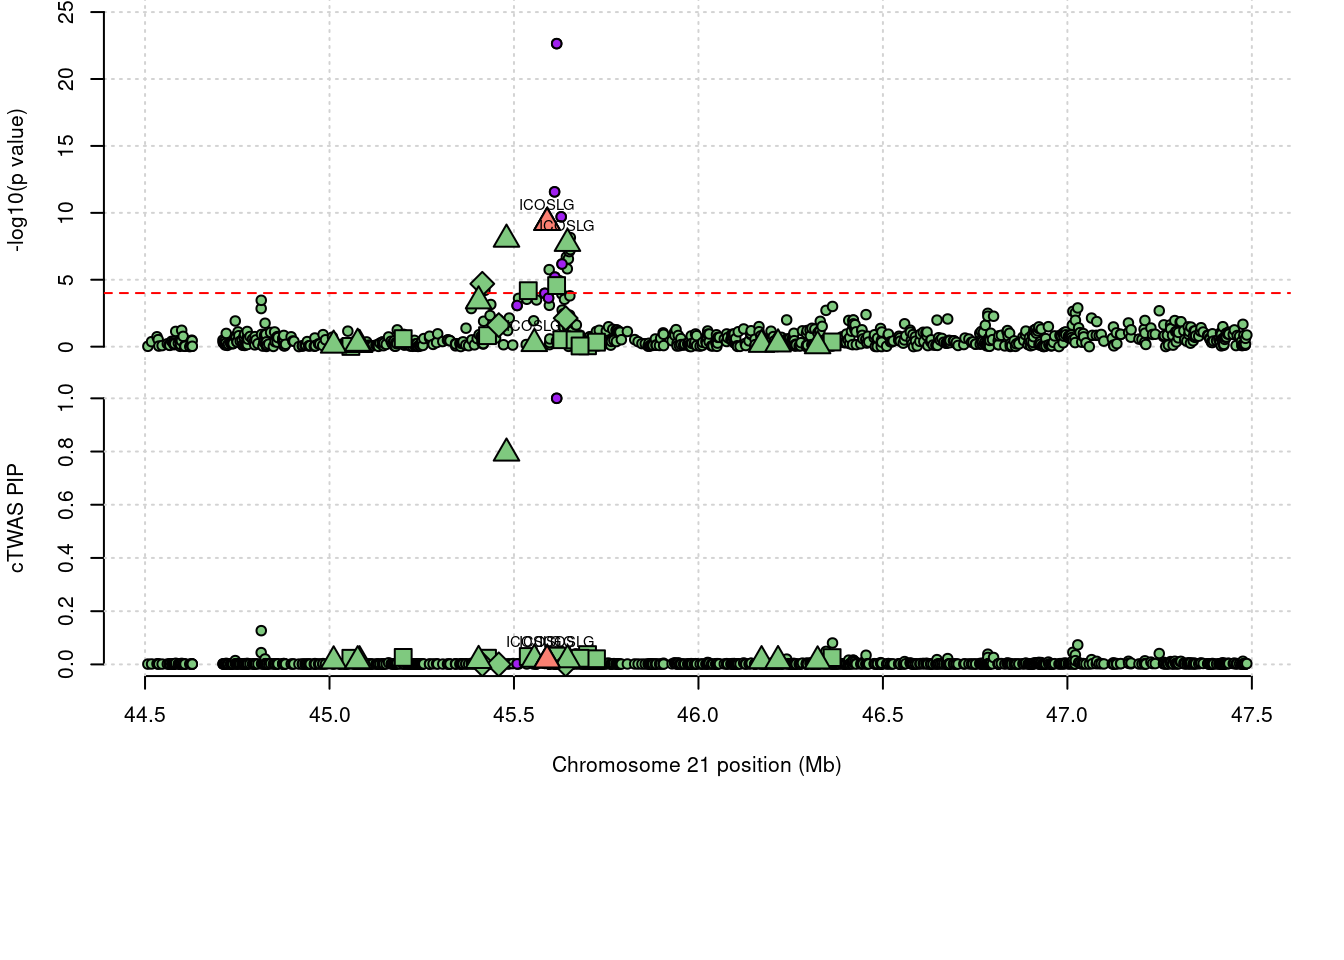 -log10(p value)
25
20
15
10
5
0
ICOSLG
ICOSLG
ICOSLG
cTWAS PIP
1.0
0.8
0.6
0.4
0.2
0.0
ICOSLG
ICOSLG
ICOSLG
44.5 45.0 45.5 46.0 46.5 47.0 47.5
Chromosome 21 position (Mb)